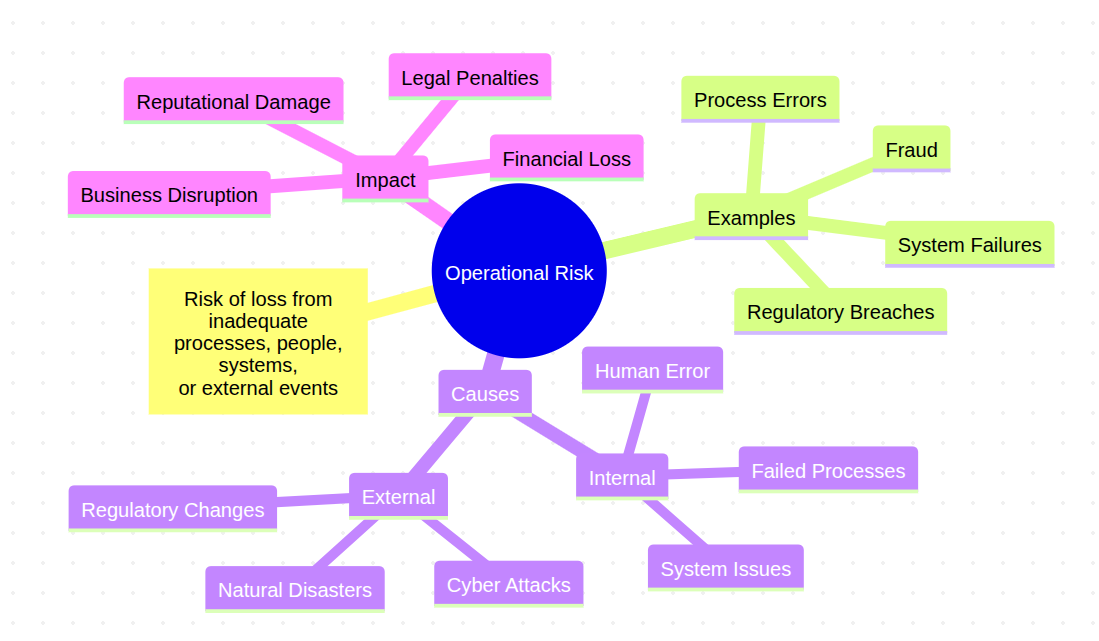 Legal Penalties
Reputational Damage
Process Errors
Fraud
Financial Loss
Impact
Business Disruption
Examples
System Failures
Operational Risk
Risk of loss from
inadequate
processes, people,
systems,
or external events
Regulatory Breaches
Human Error
Causes
Internal
Failed Processes
External
Regulatory Changes
System Issues
Cyber Attacks
Natural Disasters